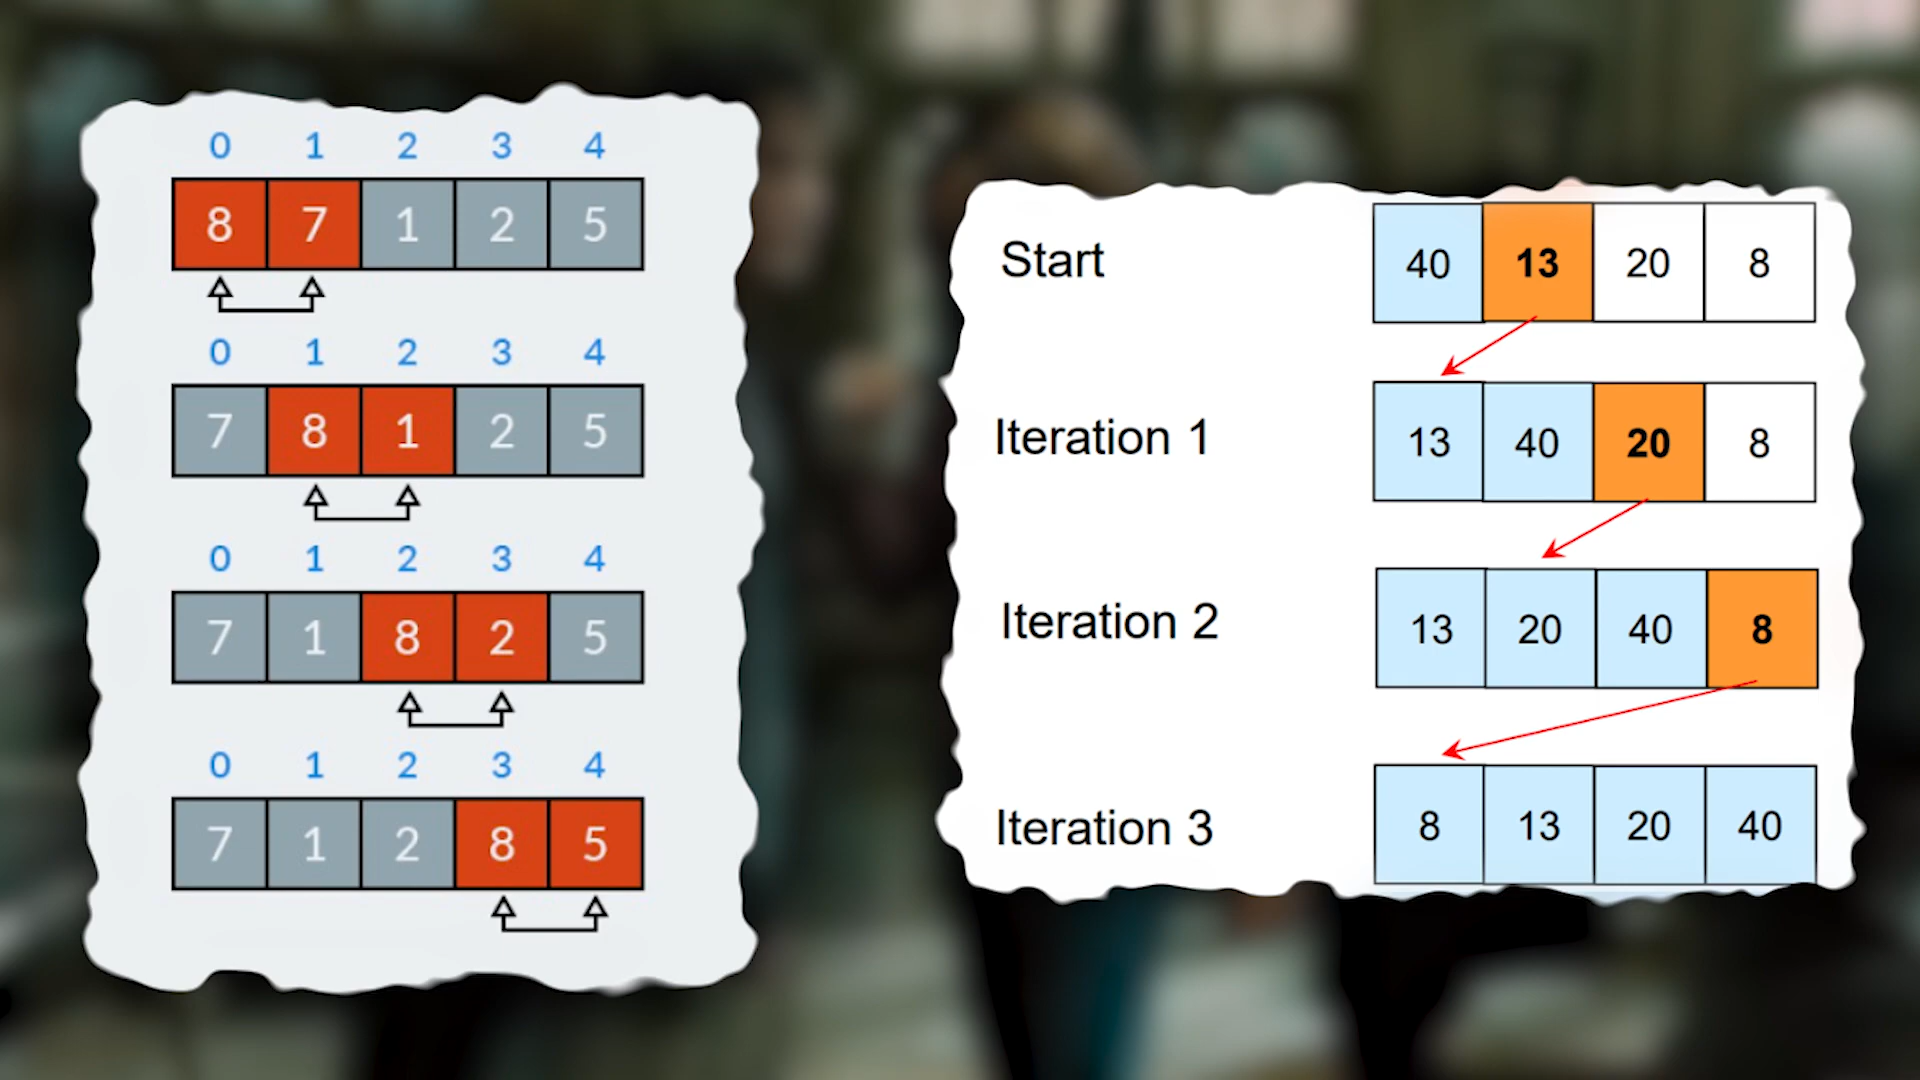 0 1 2 3 4
8 7 1 2 5
0 1 2 3 4
7 8 1 2 5
0 1 2 3 4
7 1 8 2 5
0 1 2 3 4
7 1 2 8 5
Start 40 13 20 8
Iteration 1 13 40 20 8
Iteration 2 13 20 40 8
Iteration 3 8 13 20 40